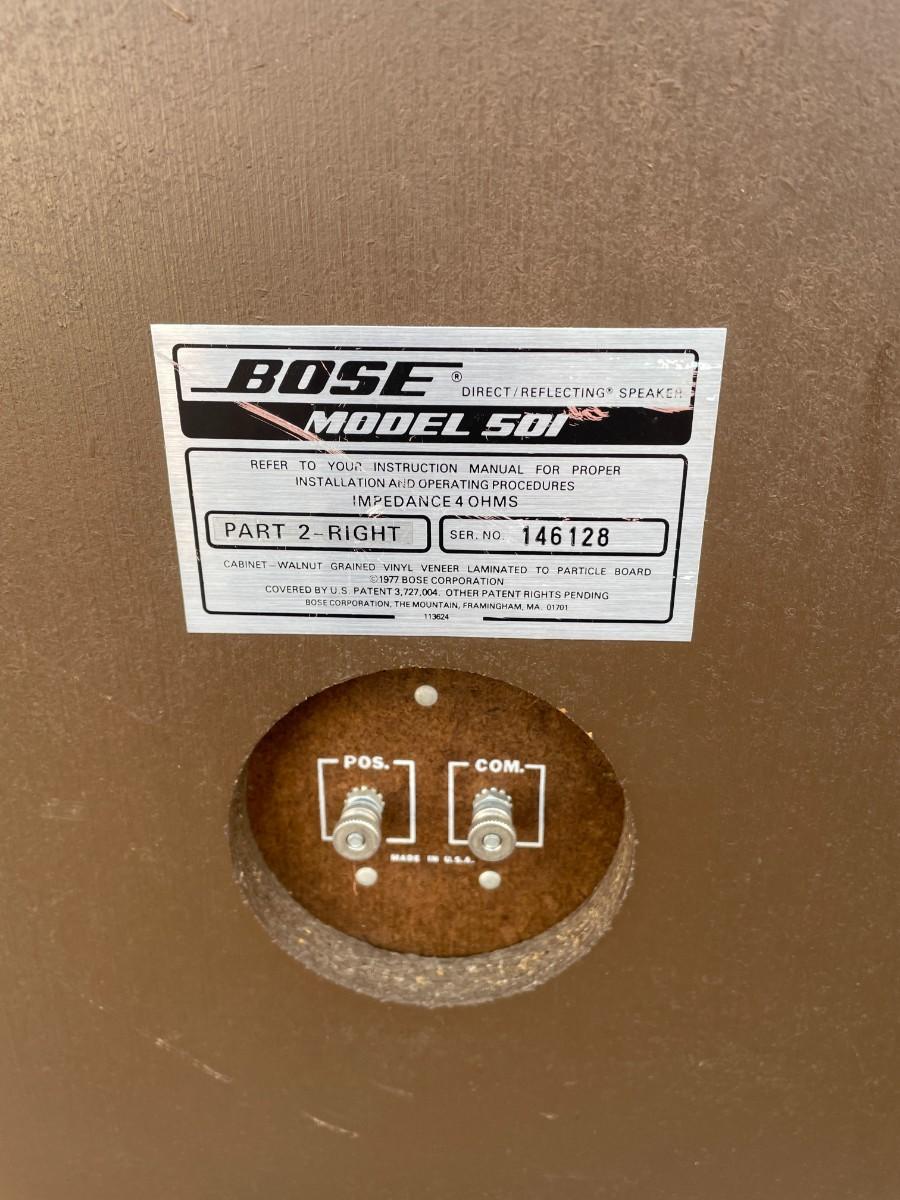 BOSE® DIRECT/REFLECTING® SPEAKER
MODEL 501
REFER TO YOUR INSTRUCTION MANUAL FOR PROPER
INSTALLATION AND OPERATING PROCEDURES
IMPEDANCE 4 OHMS
PART 2-RIGHT SER. NO. 146128
CABINET-WALNUT GRAINED VINYL VENEER LAMINATED TO PARTICLE BOARD
©1977 BOSE CORPORATION
COVERED BY U.S. PATENT 3,727,004. OTHER PATENT RIGHTS PENDING
BOSE CORPORATION, THE MOUNTAIN, FRAMINGHAM, MA. 01701
113624
POS. COM.
MADE IN U.S.A.